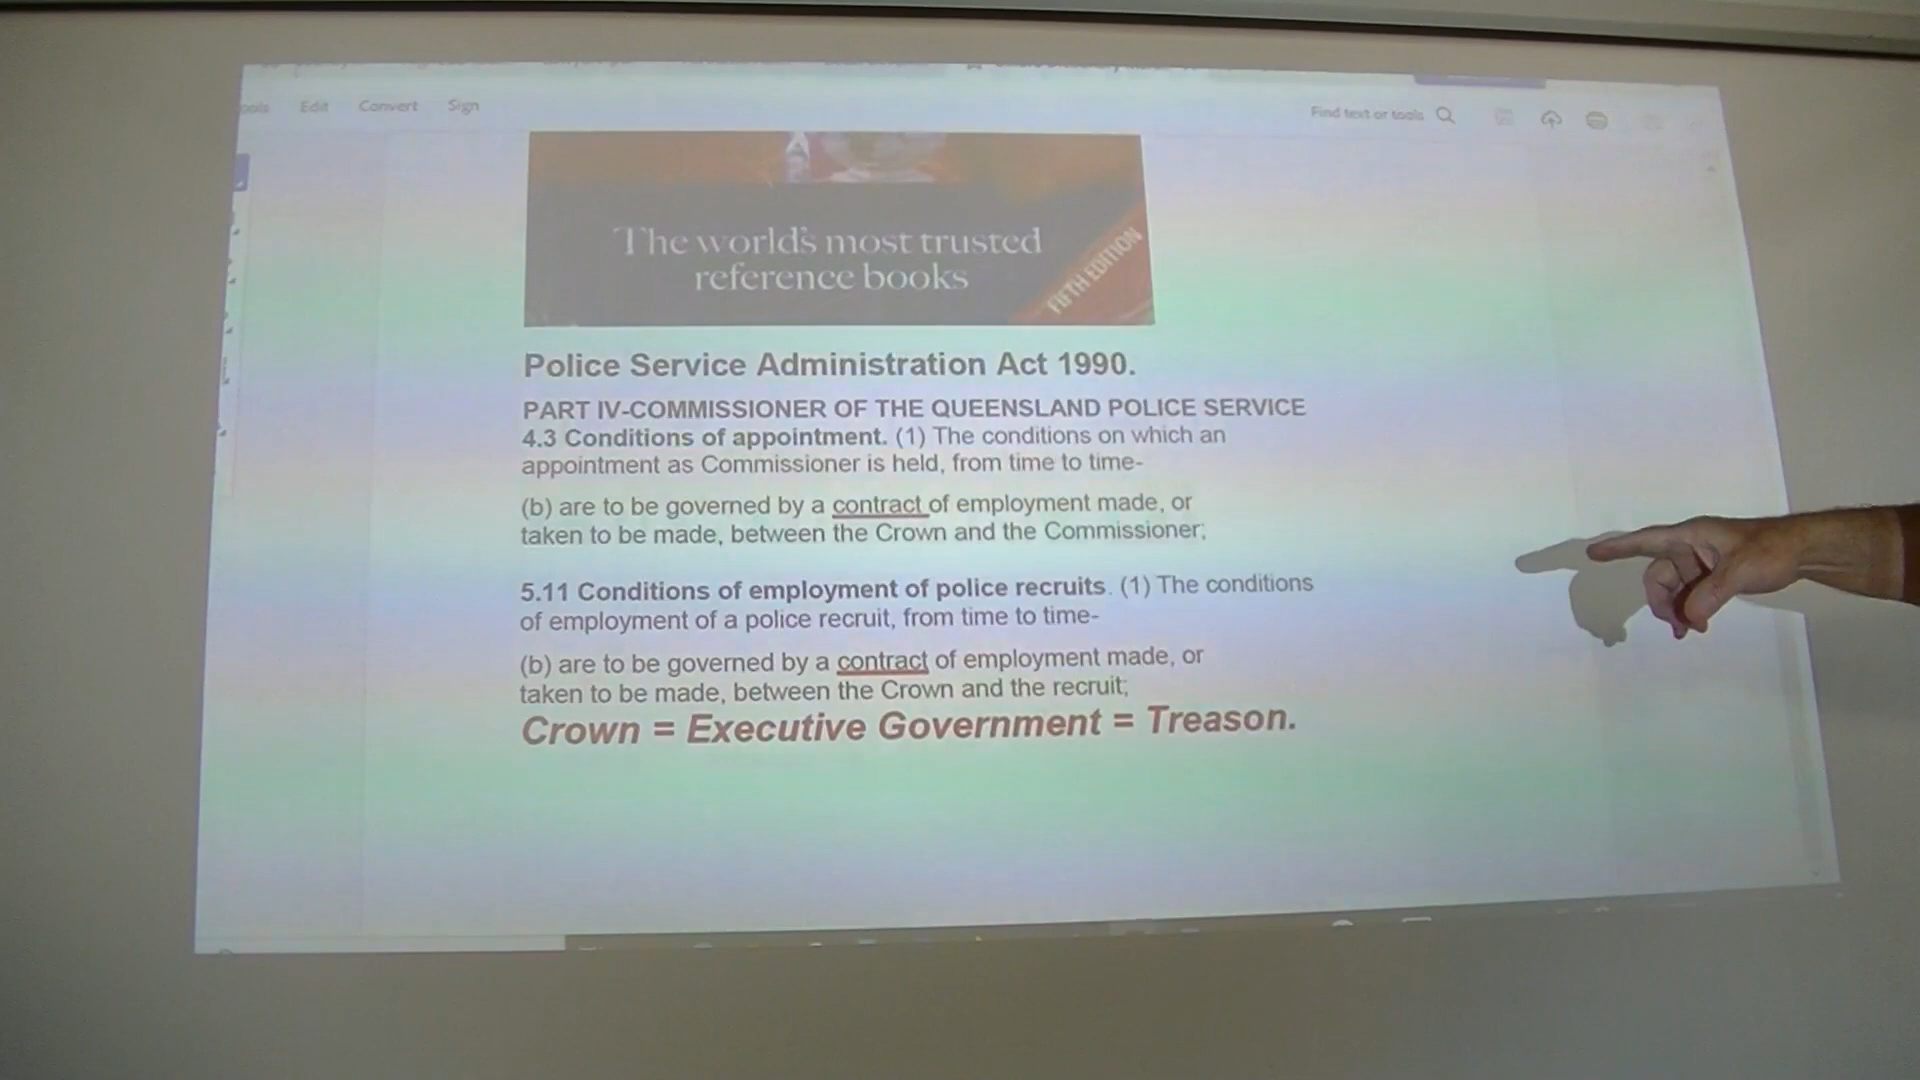 Edit Convert Sign
Find text or tools
The world's most trusted
reference books
FIFTH EDITION
Police Service Administration Act 1990.
PART IV-COMMISSIONER OF THE QUEENSLAND POLICE SERVICE
4.3 Conditions of appointment. (1) The conditions on which an
appointment as Commissioner is held, from time to time-
(b) are to be governed by a contract of employment made, or
taken to be made, between the Crown and the Commissioner;
5.11 Conditions of employment of police recruits. (1) The conditions
of employment of a police recruit, from time to time-
(b) are to be governed by a contract of employment made, or
taken to be made, between the Crown and the recruit;
Crown = Executive Government = Treason.